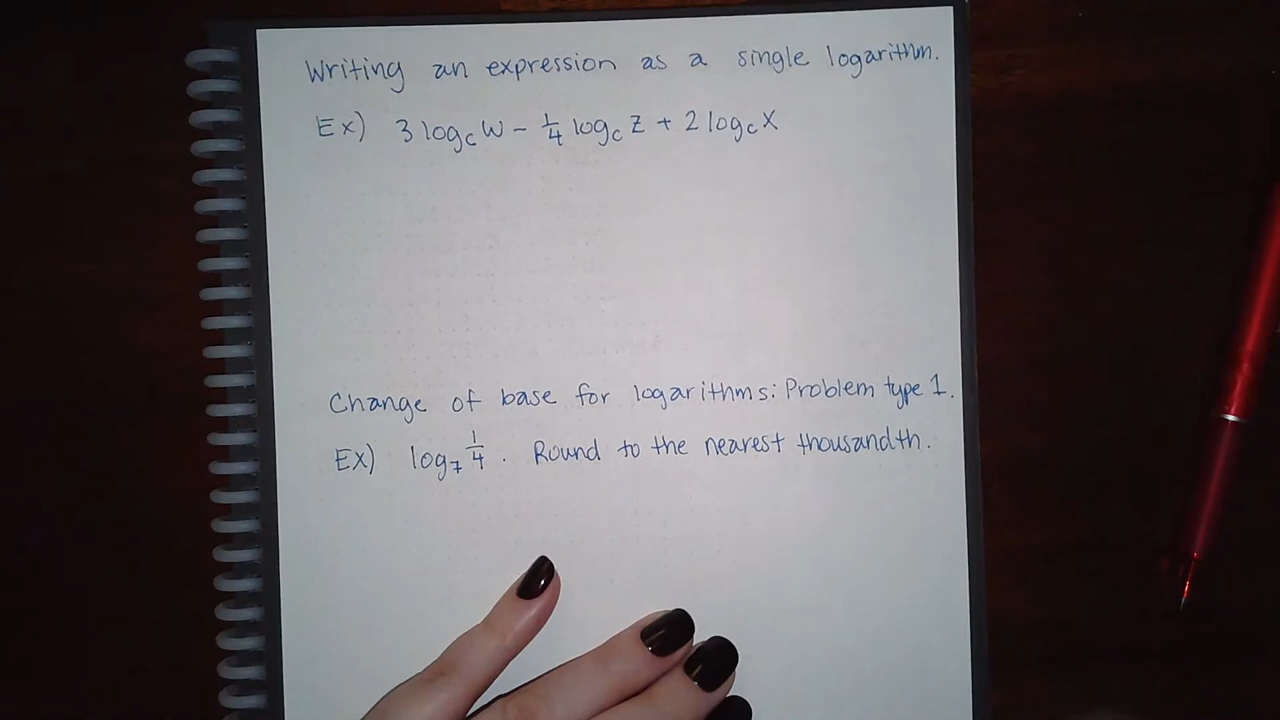 Writing an expression as a single logarithm.
Ex) 3 log_c W - 1/4 log_c Z + 2 log_c X
Change of base for logarithms: Problem type 1.
Ex) log_7 1/4. Round to the nearest thousandth.